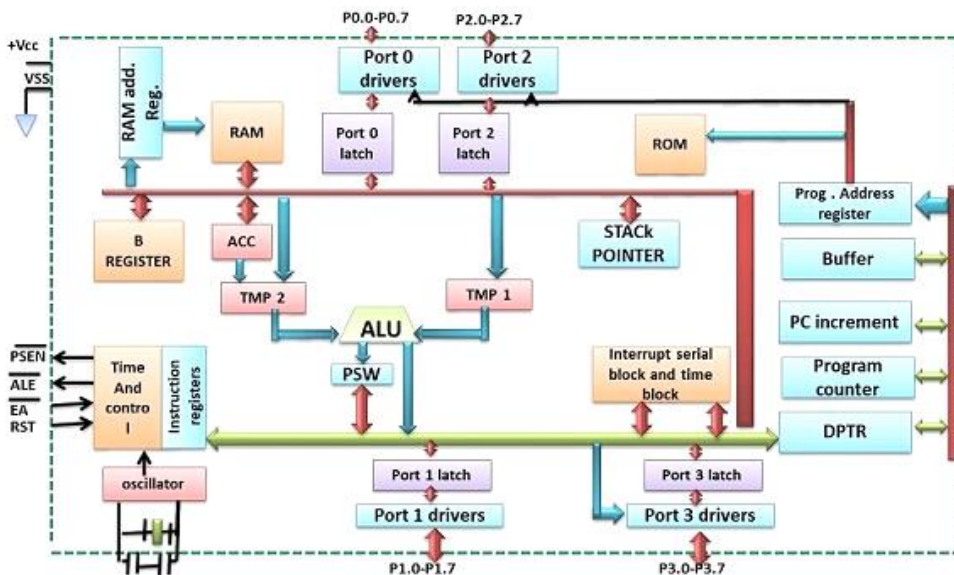 P0.0-P0.7
P2.0-P2.7
+Vcc
VSS
RAM add.
Reg.
RAM
Port 0
drivers
Port 2
drivers
Port 0
latch
Port 2
latch
ROM
Prog . Address
register
B
REGISTER
ACC
STACk
POINTER
Buffer
TMP 2
TMP 1
ALU
PC increment
PSEN
ALE
EA
RST
Time
And
contro
l
Instruction
registers
PSW
Interrupt serial
block and time
block
Program
counter
DPTR
oscillator
Port 1 latch
Port 3 latch
Port 1 drivers
Port 3 drivers
P1.0-P1.7
P3.0-P3.7